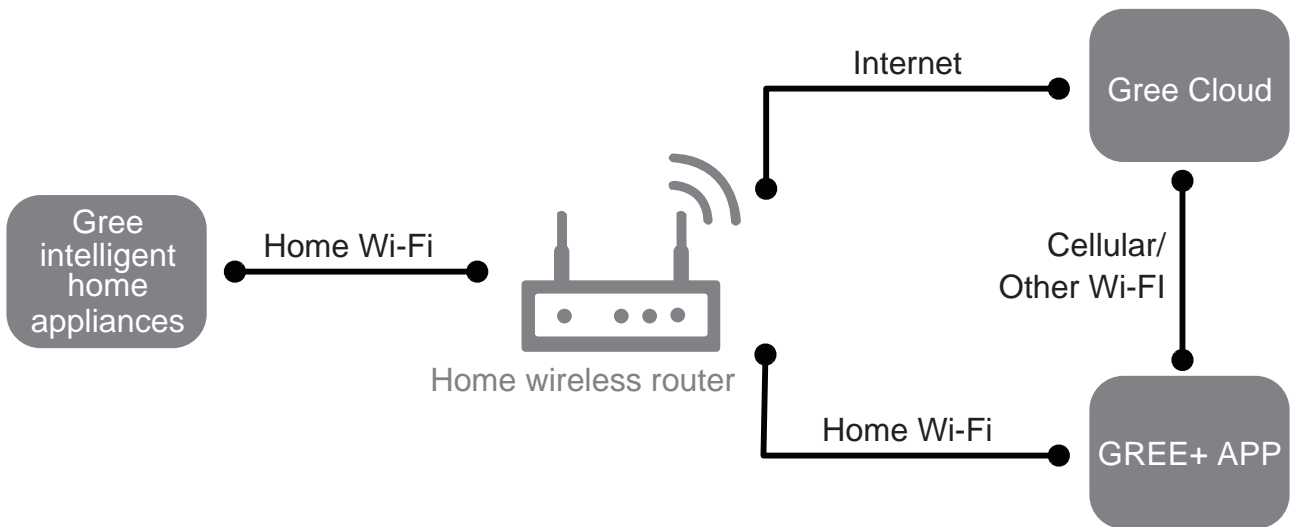 Internet
Gree Cloud
Gree
intelligent
home
appliances
Home Wi-Fi
Cellular/
Other Wi-FI
Home wireless router
Home Wi-Fi
GREE+ APP